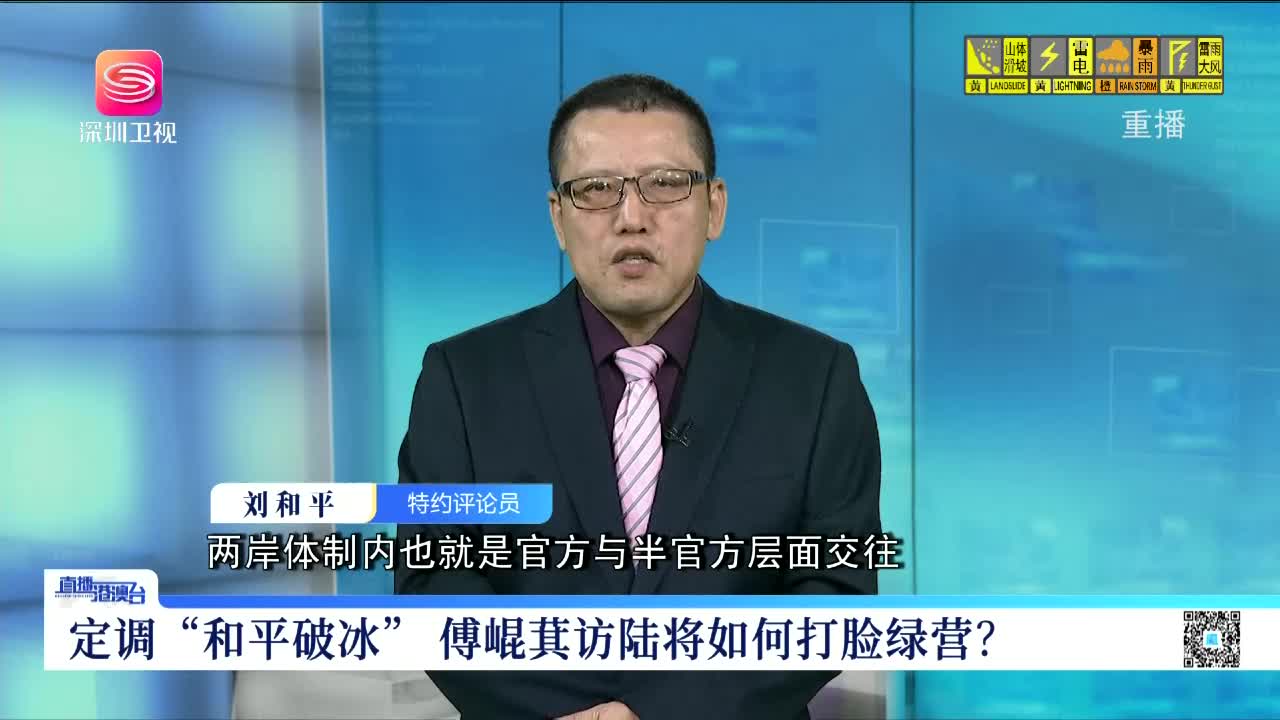 深圳卫视
山体滑坡
黄 LANDSLIDE
雷电
黄 LIGHTNING
暴雨
橙 RAIN STORM
雷雨大风
黄 THUNDER GUST
重播
刘和平
特约评论员
两岸体制内也就是官方与半官方层面交往
直播港澳台
定调“和平破冰” 傅崐萁访陆将如何打脸绿营？